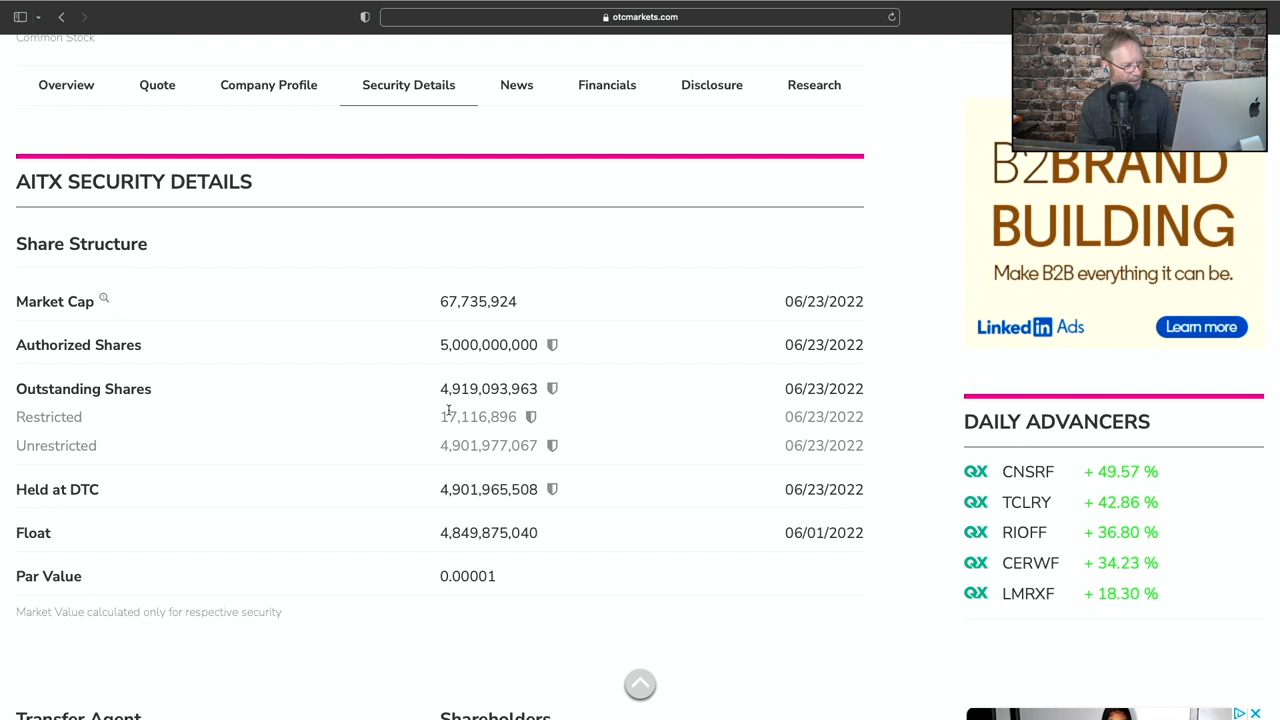 otcmarkets.com
Common Stock
Overview Quote Company Profile Security Details News Financials Disclosure Research
AITX SECURITY DETAILS
Share Structure
Market Cap 67,735,924 06/23/2022
Authorized Shares 5,000,000,000 06/23/2022
Outstanding Shares 4,919,093,963 06/23/2022
Restricted 17,116,896 06/23/2022
Unrestricted 4,901,977,067 06/23/2022
Held at DTC 4,901,965,508 06/23/2022
Float 4,849,875,040 06/01/2022
Par Value 0.00001
Market Value calculated only for respective security
Transfer Agent Shareholders
B2BRAND
BUILDING
Make B2B everything it can be.
Linked in Ads Learn more
DAILY ADVANCERS
QX CNSRF + 49.57 %
QX TCLRY + 42.86 %
QX RIOFF + 36.80 %
QX CERWF + 34.23 %
QX LMRXF + 18.30 %